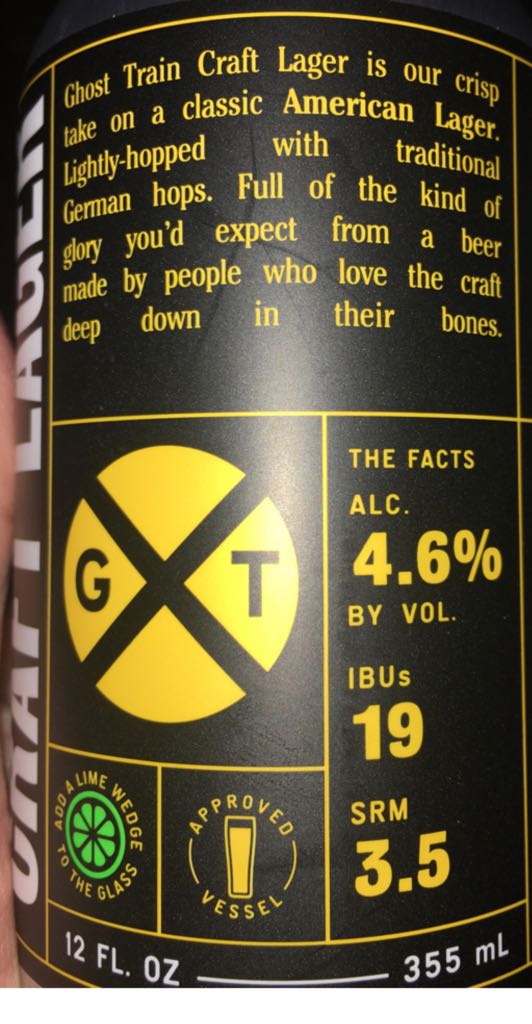 CRAFT LAGER
Ghost Train Craft Lager is our crisp
take on a classic American Lager.
Lightly-hopped with traditional
German hops. Full of the kind of
glory you'd expect from a beer
made by people who love the craft
deep down in their bones.
G T
THE FACTS
ALC.
4.6%
BY VOL.
IBUs
19
SRM
3.5
ADD A LIME WEDGE
TO THE GLASS
APPROVED
VESSEL
12 FL. OZ
355 mL